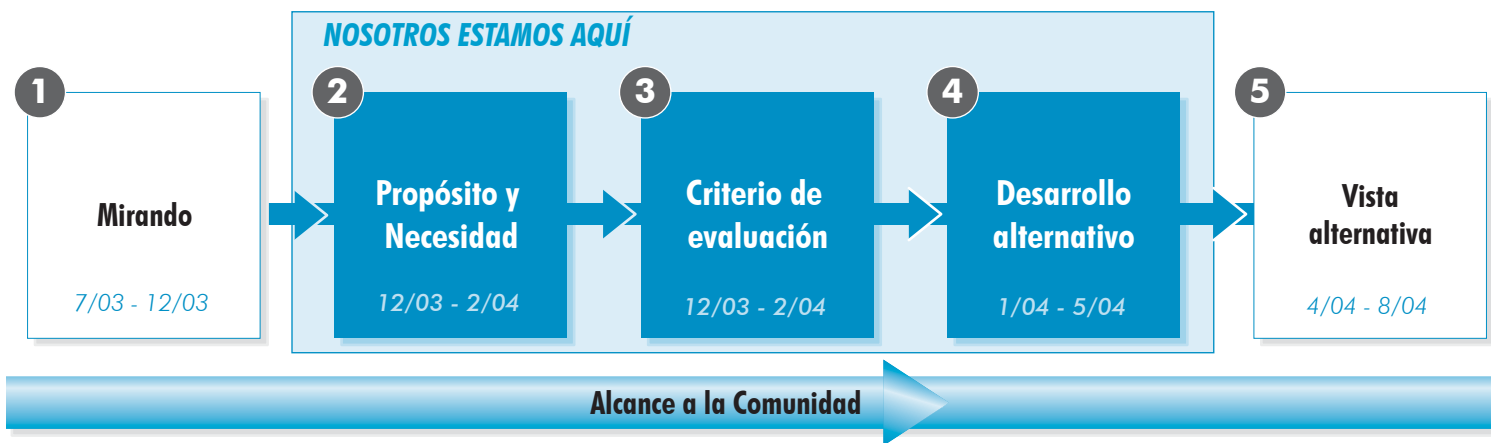 NOSOTROS ESTAMOS AQUÍ
1
Mirando
7/03 - 12/03
2
Propósito y
Necesidad
12/03 - 2/04
3
Criterio de
evaluación
12/03 - 2/04
4
Desarrollo
alternativo
1/04 - 5/04
5
Vista
alternativa
4/04 - 8/04
Alcance a la Comunidad